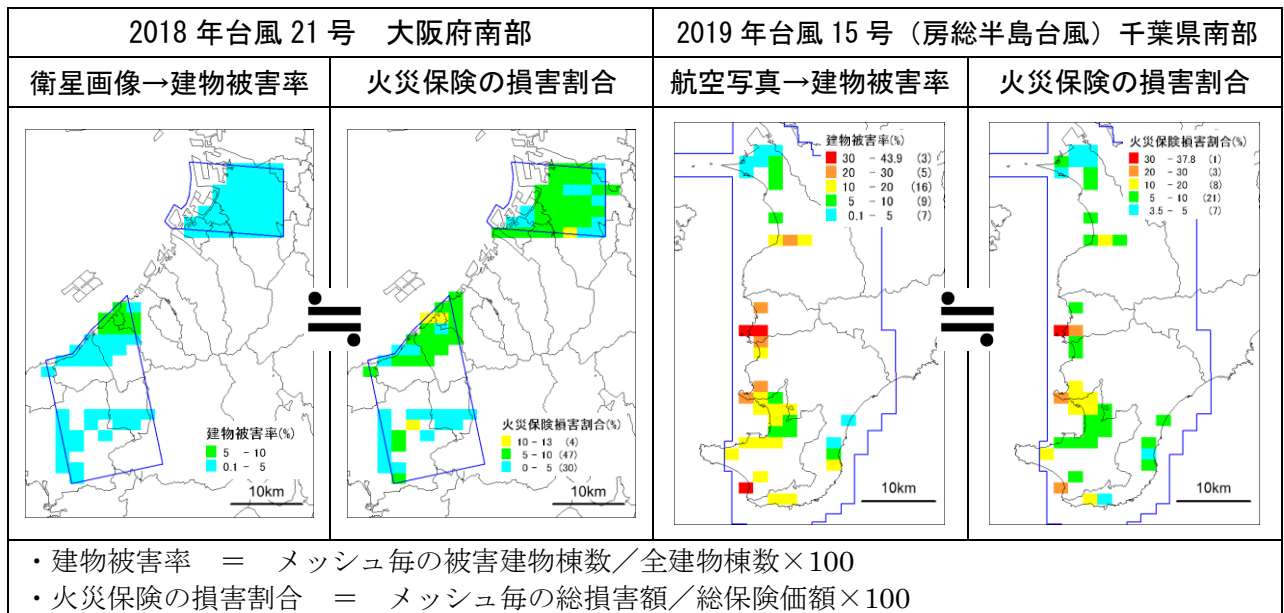 2018 年台風 21 号　大阪府南部
2019 年台風 15 号（房総半島台風）千葉県南部
衛星画像→建物被害率
火災保険の損害割合
航空写真→建物被害率
火災保険の損害割合
建物被害率(%)
5 - 10
0.1 - 5
10km
≒
火災保険損害割合(%)
10 - 13 (4)
5 - 10 (47)
0 - 5 (30)
10km
建物被害率(%)
30 - 43.9 (3)
20 - 30 (5)
10 - 20 (16)
5 - 10 (9)
0.1 - 5 (7)
10km
≒
火災保険損害割合(%)
30 - 37.8 (1)
20 - 30 (3)
10 - 20 (8)
5 - 10 (21)
3.5 - 5 (7)
10km
・建物被害率　＝　メッシュ毎の被害建物棟数／全建物棟数×100
・火災保険の損害割合　＝　メッシュ毎の総損害額／総保険価額×100